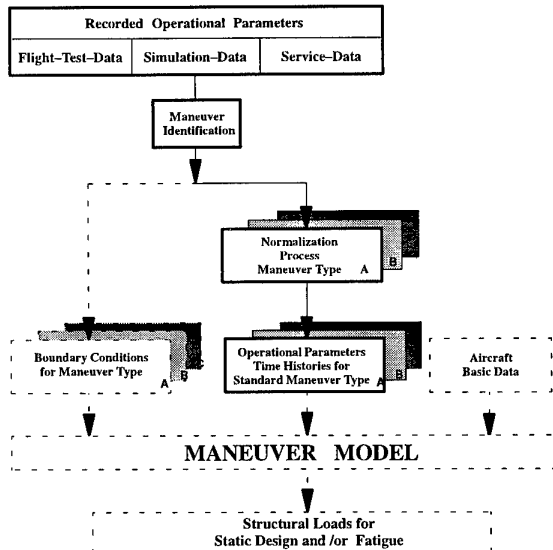 Recorded Operational Parameters
Flight–Test–Data
Simulation–Data
Service–Data
Maneuver
Identification
Normalization
Process
Maneuver Type A
B
Boundary Conditions
for Maneuver Type
A
B
Operational Parameters
Time Histories for
Standard Maneuver Type A
B
Aircraft
Basic Data
MANEUVER MODEL
Structural Loads for
Static Design and /or Fatigue